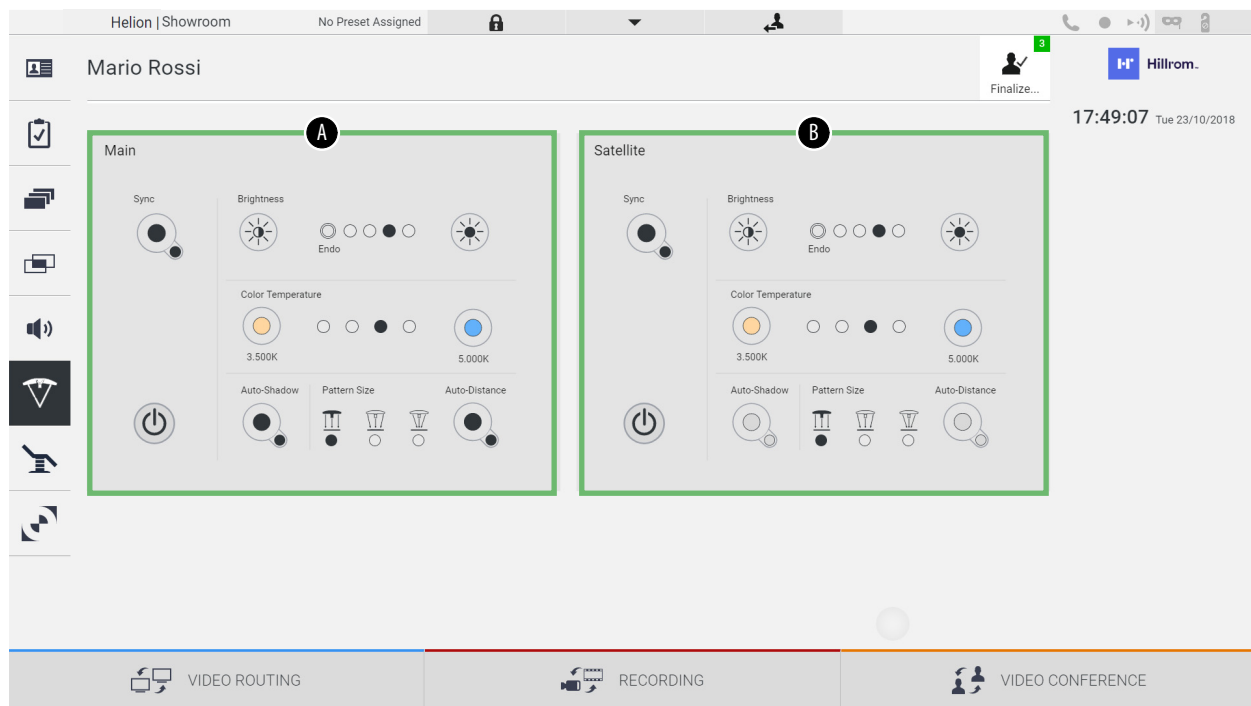 Helion | Showroom No Preset Assigned
Mario Rossi
3
Finalize...
Hillrom™
17:49:07 Tue 23/10/2018
A
Main
Sync
Brightness
Endo
Color Temperature
3.500K
5.000K
Auto-Shadow
Pattern Size
Auto-Distance
B
Satellite
Sync
Brightness
Endo
Color Temperature
3.500K
5.000K
Auto-Shadow
Pattern Size
Auto-Distance
VIDEO ROUTING
RECORDING
VIDEO CONFERENCE